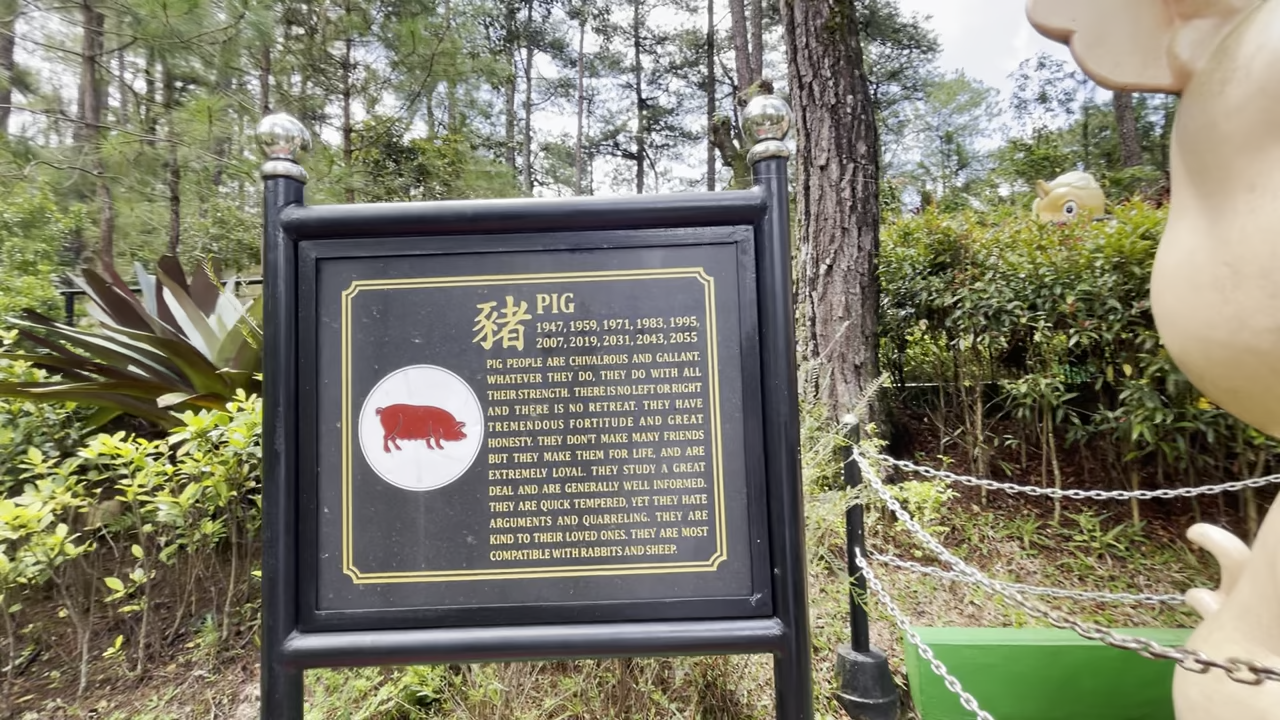 豬 PIG
1947, 1959, 1971, 1983, 1995,
2007, 2019, 2031, 2043, 2055
PIG PEOPLE ARE CHIVALROUS AND GALLANT.
WHATEVER THEY DO, THEY DO WITH ALL
THEIR STRENGTH. THERE IS NO LEFT OR RIGHT
AND THERE IS NO RETREAT. THEY HAVE
TREMENDOUS FORTITUDE AND GREAT
HONESTY. THEY DON'T MAKE MANY FRIENDS
BUT THEY MAKE THEM FOR LIFE, AND ARE
EXTREMELY LOYAL. THEY STUDY A GREAT
DEAL AND ARE GENERALLY WELL INFORMED.
THEY ARE QUICK TEMPERED, YET THEY HATE
ARGUMENTS AND QUARRELING. THEY ARE
KIND TO THEIR LOVED ONES. THEY ARE MOST
COMPATIBLE WITH RABBITS AND SHEEP.